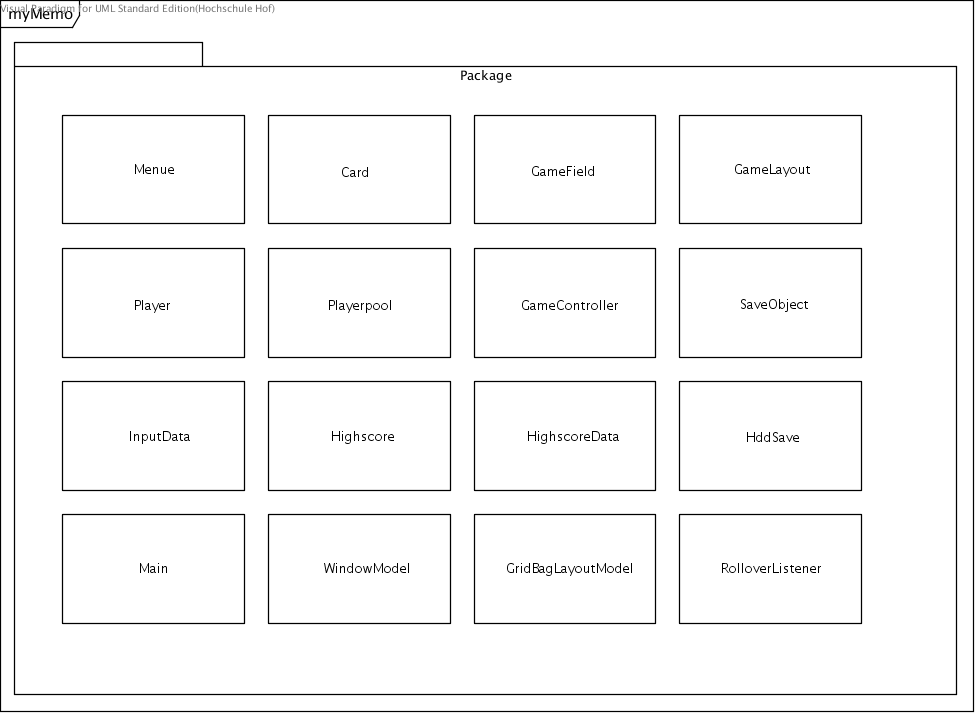 Visual Paradigm for UML Standard Edition(Hochschule Hof)
myMemo
Package
Menue
Card
GameField
GameLayout
Player
Playerpool
GameController
SaveObject
InputData
Highscore
HighscoreData
HddSave
Main
WindowModel
GridBagLayoutModel
RolloverListener